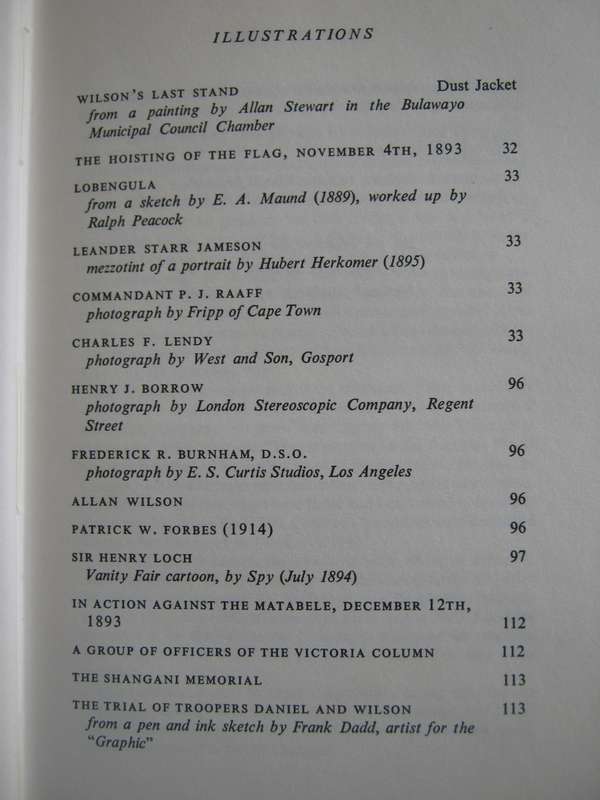 ILLUSTRATIONS
WILSON'S LAST STAND Dust Jacket
from a painting by Allan Stewart in the Bulawayo
Municipal Council Chamber
THE HOISTING OF THE FLAG, NOVEMBER 4TH, 1893 32
LOBENGULA 33
from a sketch by E. A. Maund (1889), worked up by
Ralph Peacock
LEANDER STARR JAMESON 33
mezzotint of a portrait by Hubert Herkomer (1895)
COMMANDANT P. J. RAAFF 33
photograph by Fripp of Cape Town
CHARLES F. LENDY 33
photograph by West and Son, Gosport
HENRY J. BORROW 96
photograph by London Stereoscopic Company, Regent
Street
FREDERICK R. BURNHAM, D.S.O. 96
photograph by E. S. Curtis Studios, Los Angeles
ALLAN WILSON 96
PATRICK W. FORBES (1914) 96
SIR HENRY LOCH 97
Vanity Fair cartoon, by Spy (July 1894)
IN ACTION AGAINST THE MATABELE, DECEMBER 12TH,
1893 112
A GROUP OF OFFICERS OF THE VICTORIA COLUMN 112
THE SHANGANI MEMORIAL 113
THE TRIAL OF TROOPERS DANIEL AND WILSON 113
from a pen and ink sketch by Frank Dadd, artist for the
"Graphic"